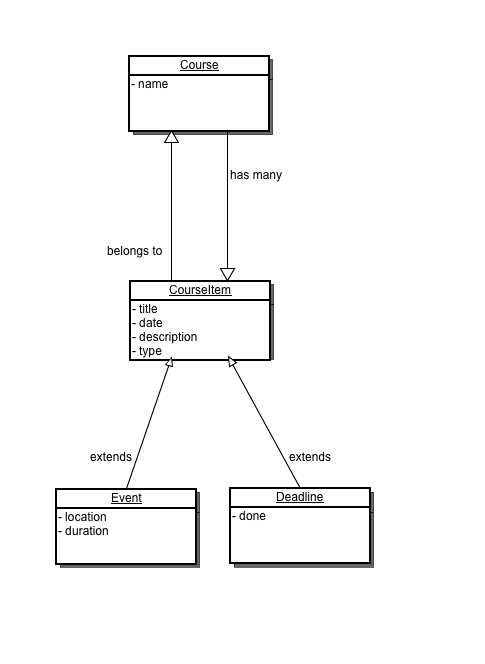 Course
- name
has many
belongs to
CourseItem
- title
- date
- description
- type
extends
extends
Event
- location
- duration
Deadline
- done